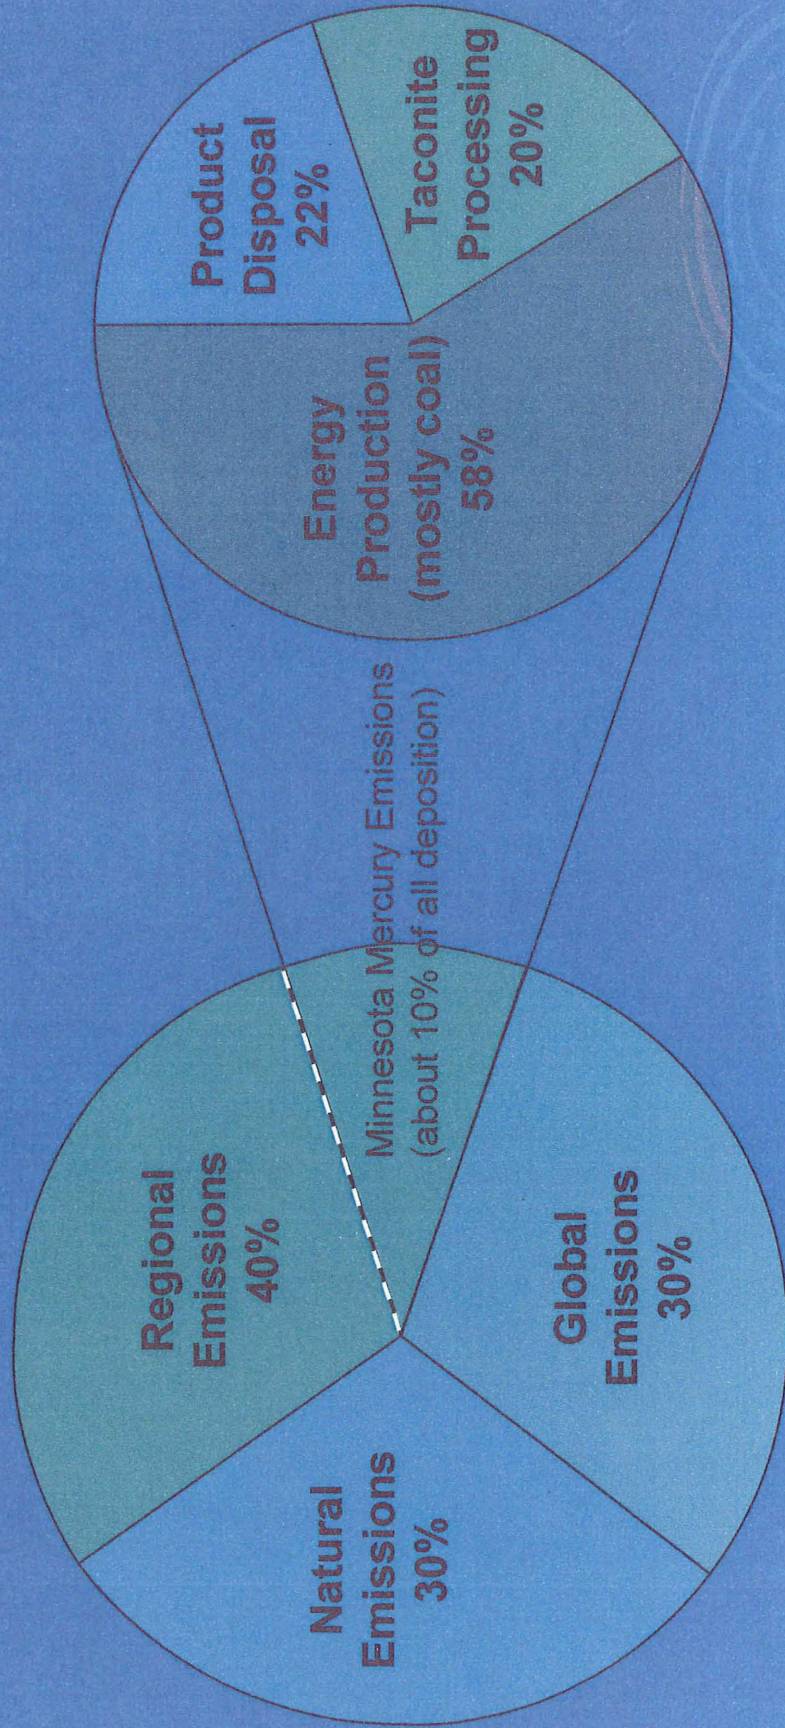 Regional
Emissions
40%
Natural
Emissions
30%
Global
Emissions
30%
Minnesota Mercury Emissions
(about 10% of all deposition)
Product
Disposal
22%
Energy
Production
(mostly coal)
58%
Taconite
Processing
20%